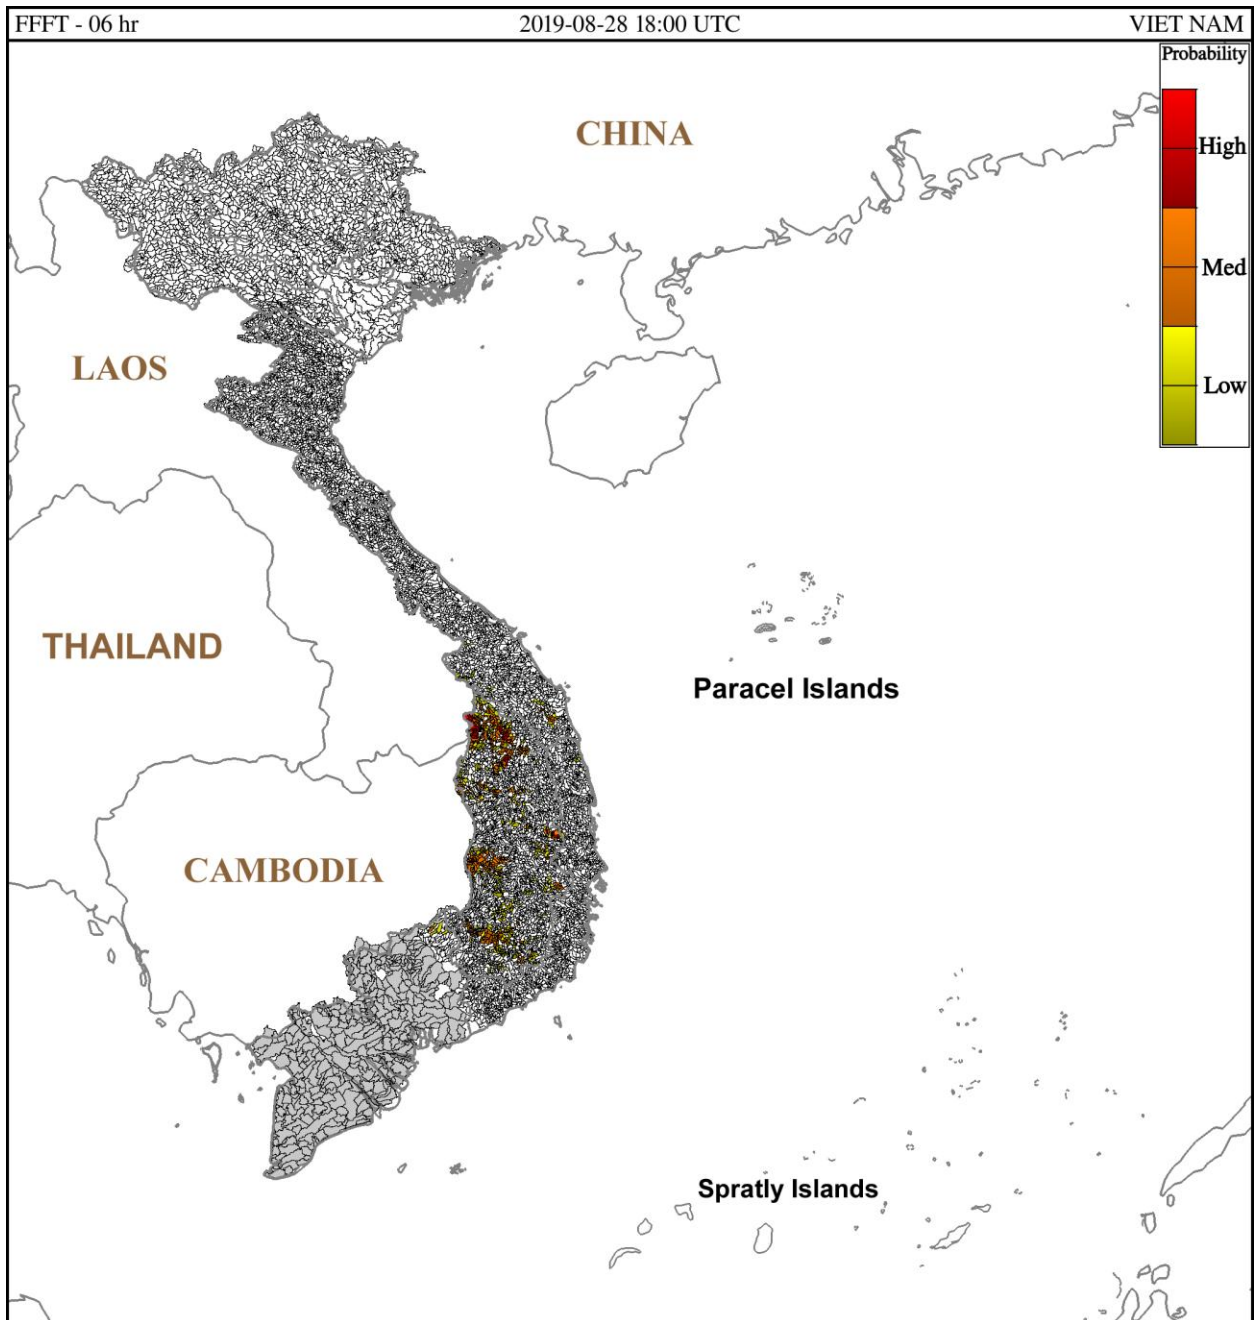 FFFT - 06 hr 2019-08-28 18:00 UTC VIET NAM
Probability
CHINA
High
Med
LAOS
Low
THAILAND
Paracel Islands
CAMBODIA
Spratly Islands